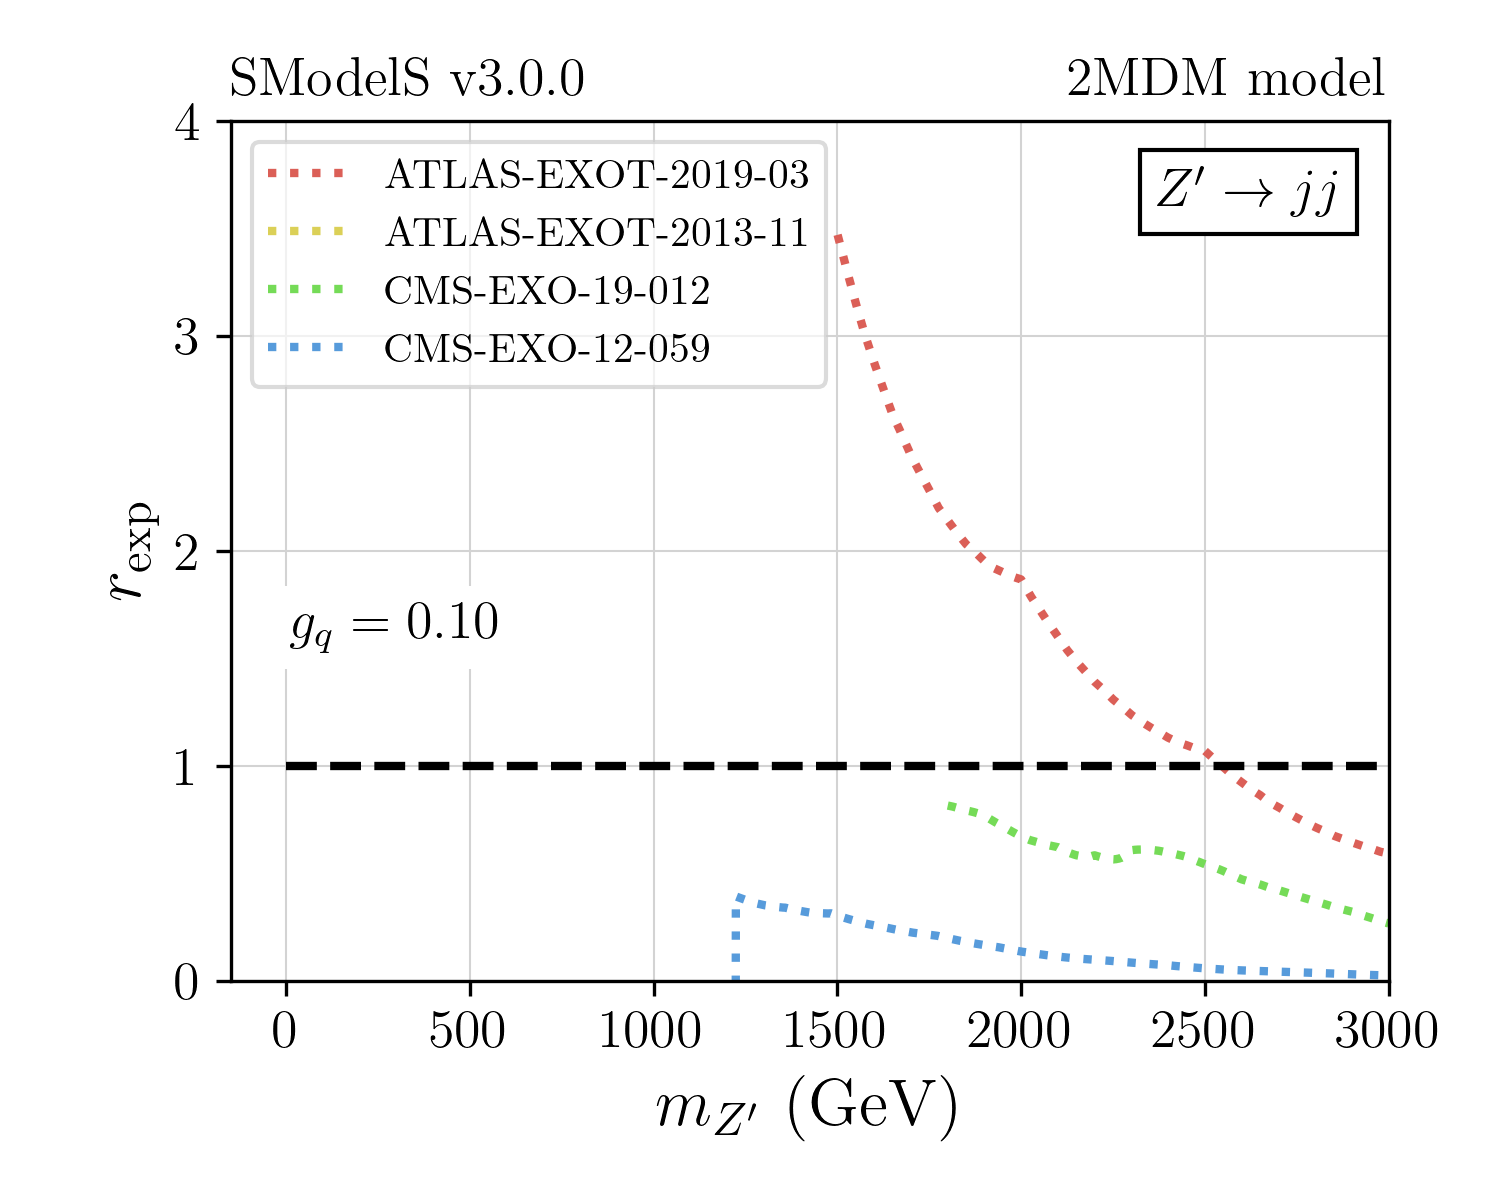 SModelS v3.0.0
2MDM model
ATLAS-EXOT-2019-03
ATLAS-EXOT-2013-11
CMS-EXO-19-012
CMS-EXO-12-059
Z′ → jj
g_q = 0.10
r_exp
4
3
2
1
0
0 500 1000 1500 2000 2500 3000
m_Z′ (GeV)